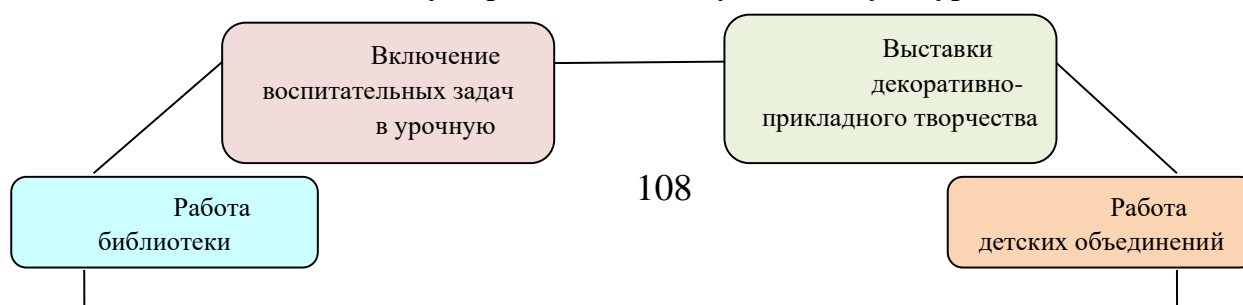 Включение
воспитательных задач
в урочную
Выставки
декоративно-
прикладного творчества
108
Работа
библиотеки
Работа
детских объединений